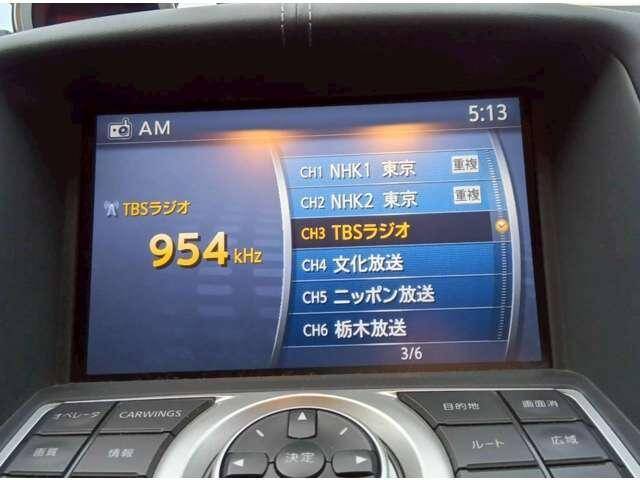 AM 5:13
TBSラジオ
954 kHz
CH1 NHK1 東京 重複
CH2 NHK2 東京 重複
CH3 TBSラジオ
CH4 文化放送
CH5 ニッポン放送
CH6 栃木放送
3/6
オペレータ CARWINGS 目的地 画面消
画質 情報 決定 ルート 広域